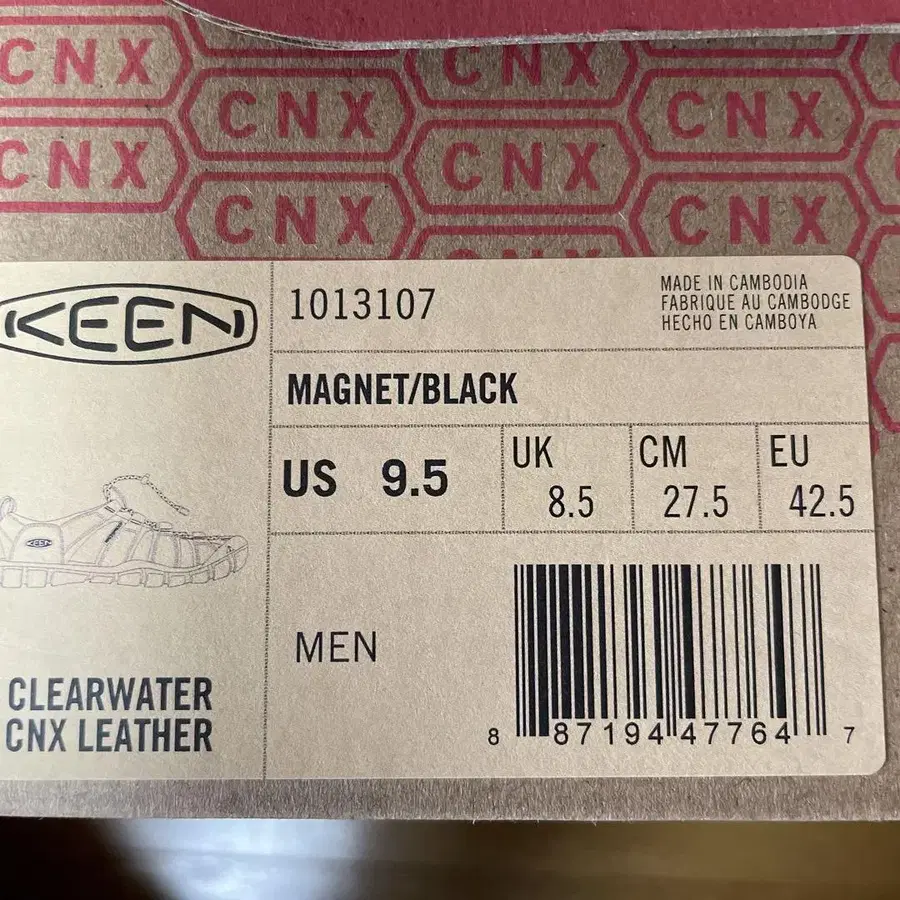 CNX
CNX
CNX
CNX
CNX
CNX
CNX
CNX
KEEN
1013107
MADE IN CAMBODIA
FABRIQUE AU CAMBODGE
HECHO EN CAMBOYA
MAGNET/BLACK
US 9.5
UK 8.5
CM 27.5
EU 42.5
KEEN
MEN
CLEARWATER
CNX LEATHER
8 87194 47764 7